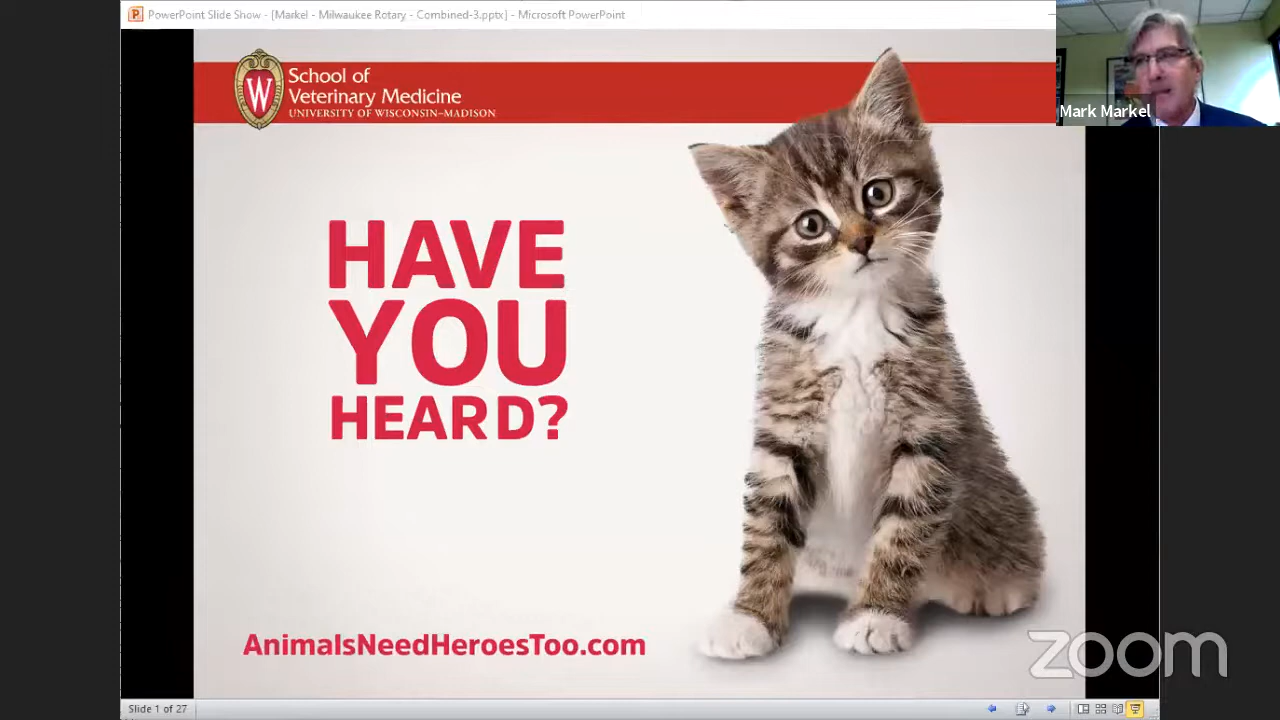 PowerPoint Slide Show - [Markel - Milwaukee Rotary - Combined-3.pptx] - Microsoft PowerPoint
W
School of
Veterinary Medicine
UNIVERSITY OF WISCONSIN–MADISON
Mark Markel
HAVE
YOU
HEARD?
AnimalsNeedHeroesToo.com
zoom
Slide 1 of 27